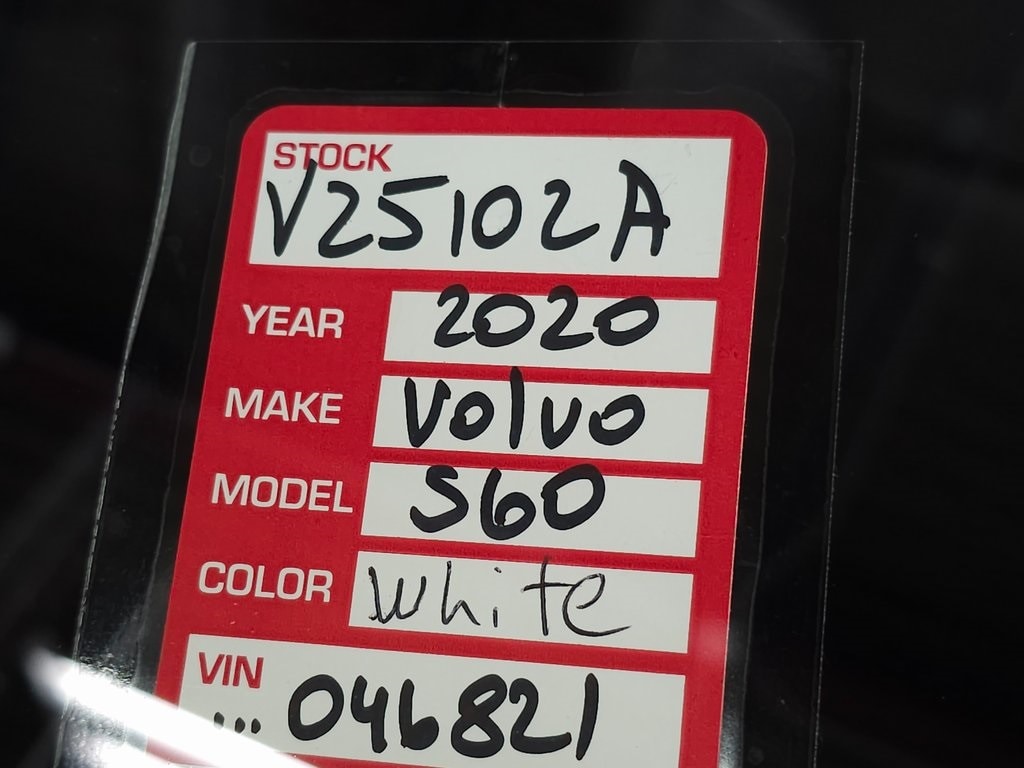 STOCK
V25102A
YEAR 2020
MAKE Volvo
MODEL S60
COLOR White
VIN
... 046821